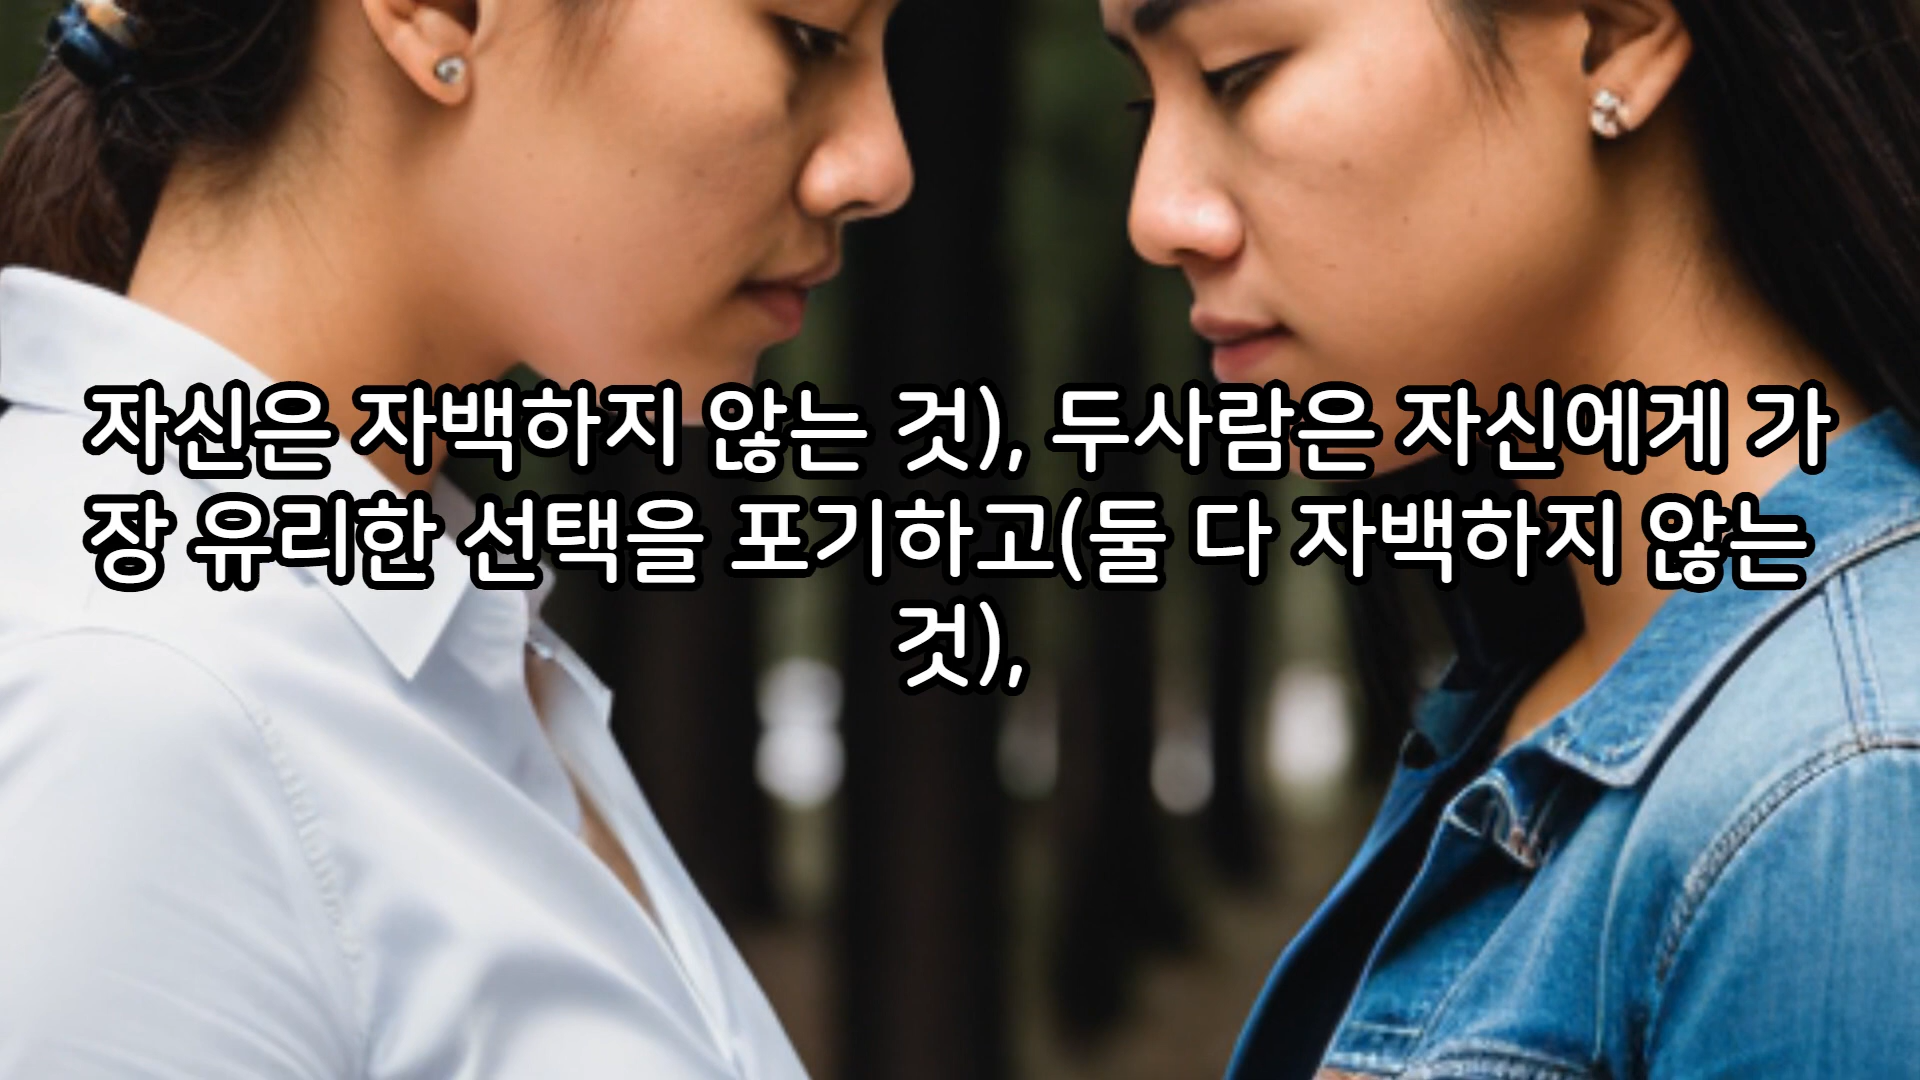 자신은 자백하지 않는 것), 두사람은 자신에게 가
장 유리한 선택을 포기하고(둘 다 자백하지 않는
것),